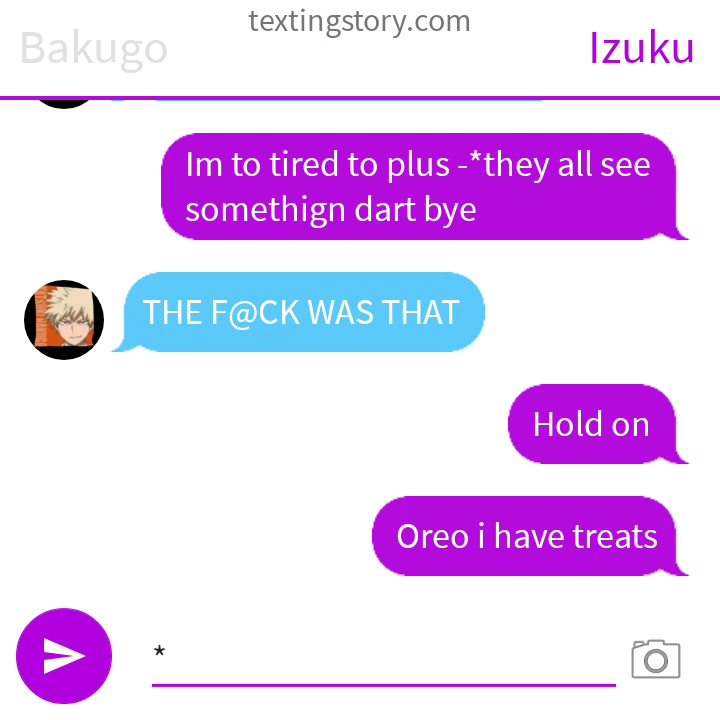 textingstory.com
Bakugo
Izuku
Im to tired to plus -*they all see
somethign dart bye
THE F@CK WAS THAT
Hold on
Oreo i have treats
*